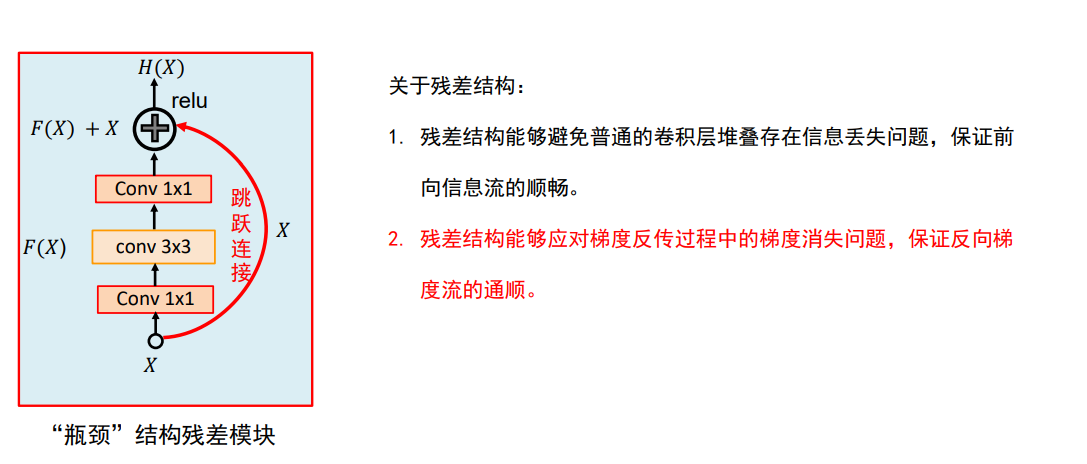 H(X)
relu
F(X) + X
Conv 1x1
跳跃连接
X
F(X)
conv 3x3
Conv 1x1
X
“瓶颈”结构残差模块
关于残差结构：
1. 残差结构能够避免普通的卷积层堆叠存在信息丢失问题，保证前
向信息流的顺畅。
2. 残差结构能够应对梯度反传过程中的梯度消失问题，保证反向梯
度流的通顺。